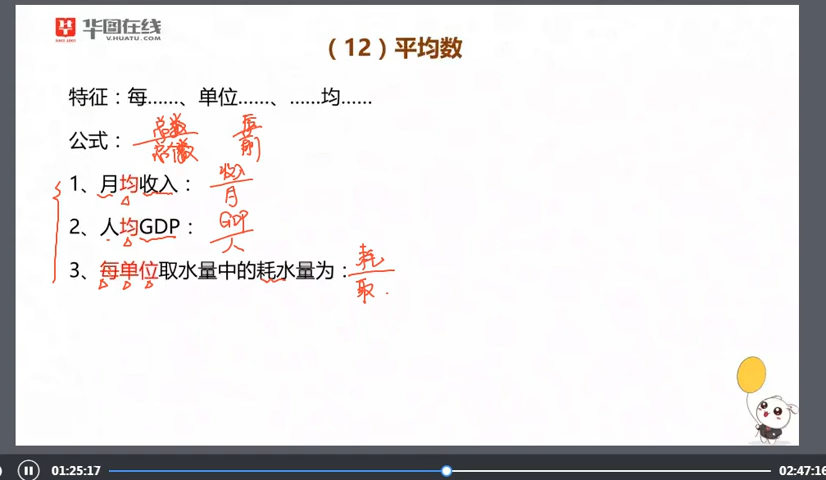 华图在线
V.HUATU.COM
（12）平均数
特征：每……、单位……、……均……
公式： 总数/总个数 后/前
1、月均收入： 收入/月
2、人均GDP： GDP/人
3、每单位取水量中的耗水量为： 耗/取
01:25:17
02:47:16